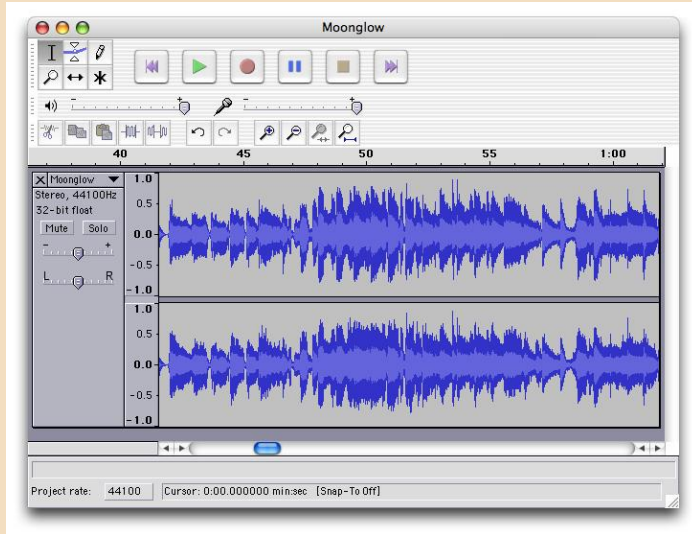 Moonglow
- +
- +
40 45 50 55 1:00
X Moonglow
Stereo, 44100Hz
32-bit float
Mute Solo
- +
L R
1.0
0.5
0.0
-0.5
-1.0
1.0
0.5
0.0
-0.5
-1.0
Project rate: 44100 Cursor: 0:00.000000 min:sec [Snap-To Off]